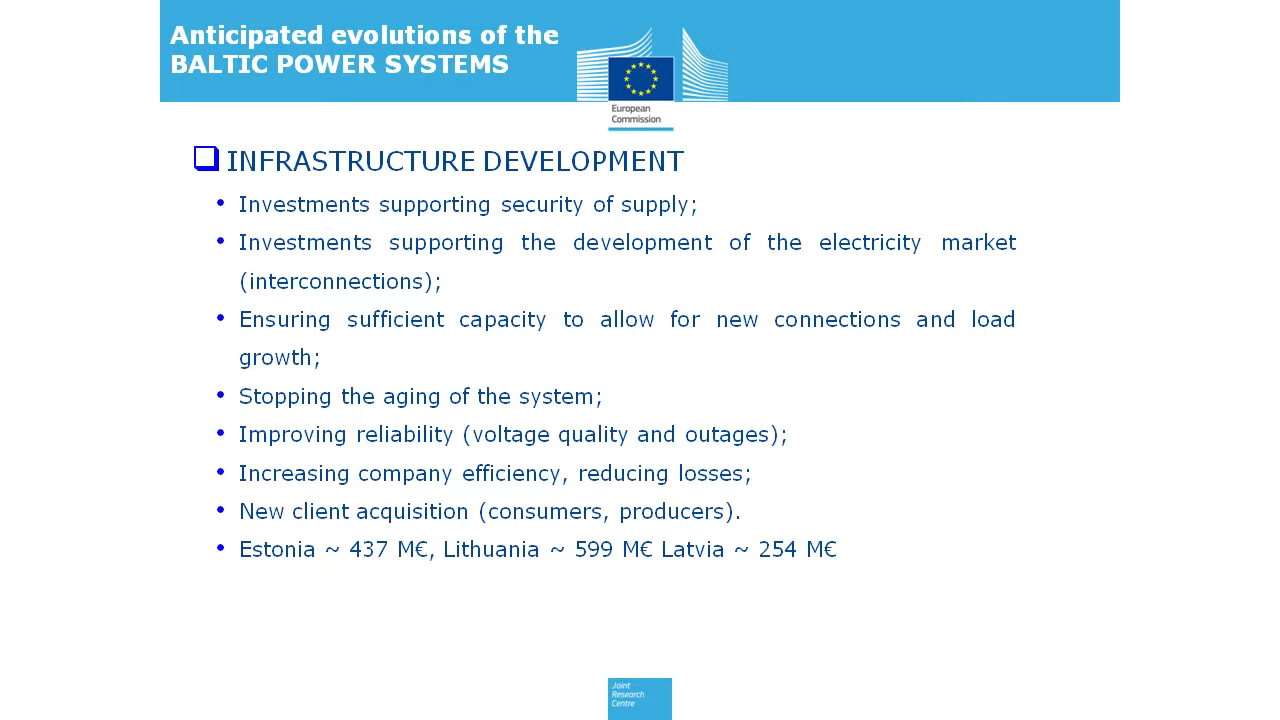 Anticipated evolutions of the
BALTIC POWER SYSTEMS
European
Commission
INFRASTRUCTURE DEVELOPMENT
• Investments supporting security of supply;
• Investments supporting the development of the electricity market
(interconnections);
• Ensuring sufficient capacity to allow for new connections and load
growth;
• Stopping the aging of the system;
• Improving reliability (voltage quality and outages);
• Increasing company efficiency, reducing losses;
• New client acquisition (consumers, producers).
• Estonia ~ 437 M€, Lithuania ~ 599 M€ Latvia ~ 254 M€
Joint
Research
Centre